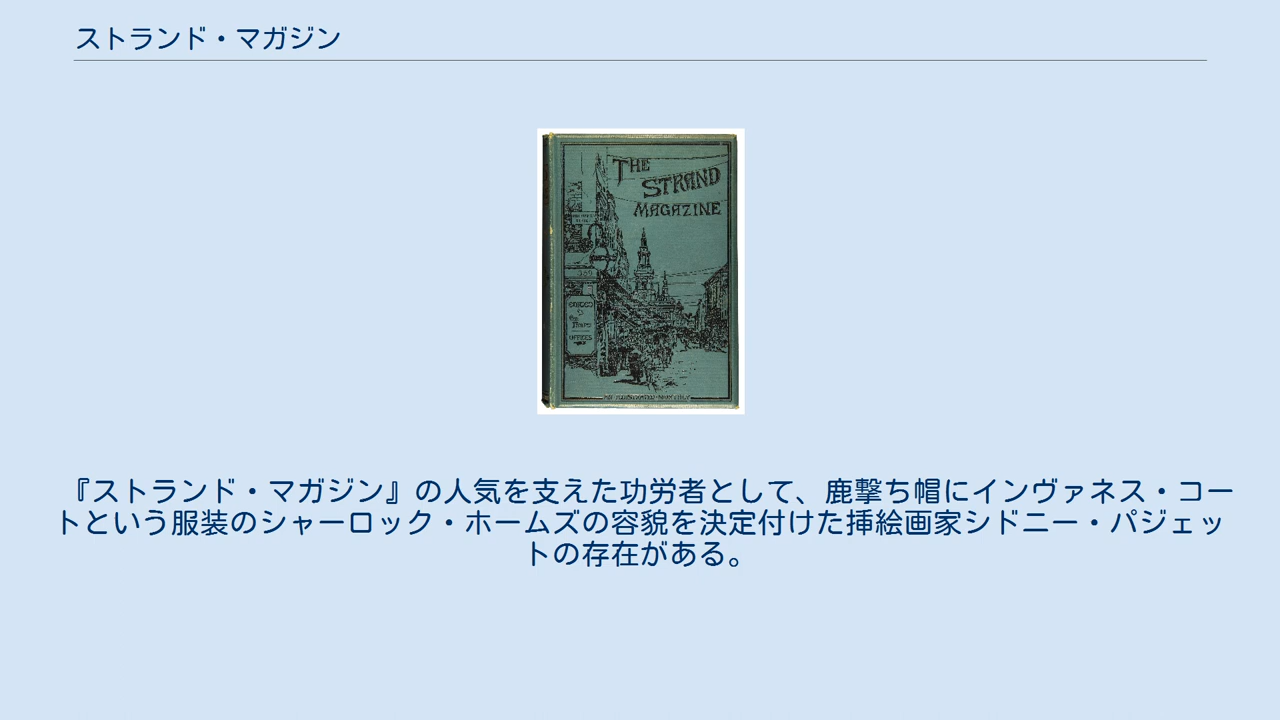 ストランド・マガジン
THE
STRAND
MAGAZINE
『ストランド・マガジン』の人気を支えた功労者として、鹿撃ち帽にインヴァネス・コー
トという服装のシャーロック・ホームズの容貌を決定付けた挿絵画家シドニー・パジェッ
トの存在がある。